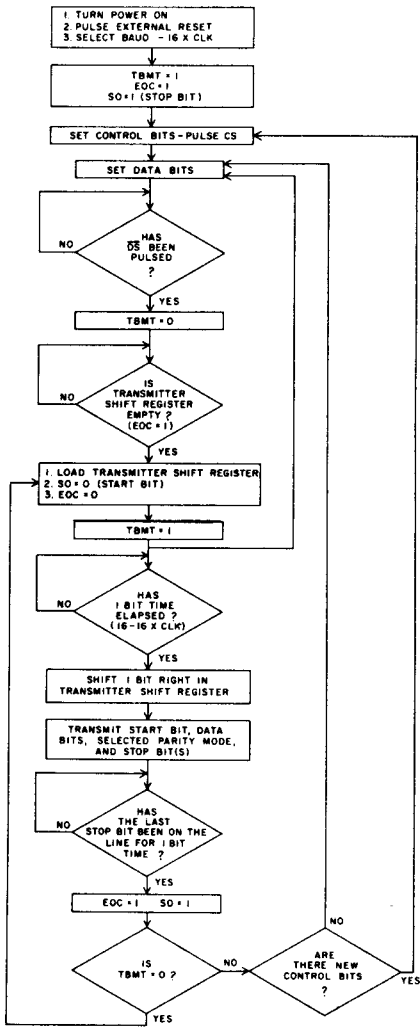 1. TURN POWER ON
2. PULSE EXTERNAL RESET
3. SELECT BAUD - 16 X CLK
TBMT = 1
EOC = 1
SO = 1 (STOP BIT)
SET CONTROL BITS - PULSE CS
SET DATA BITS
HAS
D̅S̅ BEEN
PULSED
?
NO
YES
TBMT = 0
IS
TRANSMITTER
SHIFT REGISTER
EMPTY ?
(EOC = 1)
NO
YES
1. LOAD TRANSMITTER SHIFT REGISTER
2. SO = 0 (START BIT)
3. EOC = 0
TBMT = 1
HAS
1 BIT TIME
ELAPSED ?
(16-16 X CLK)
NO
YES
SHIFT 1 BIT RIGHT IN
TRANSMITTER SHIFT REGISTER
TRANSMIT START BIT, DATA
BITS, SELECTED PARITY MODE,
AND STOP BIT(S)
HAS
THE LAST
STOP BIT BEEN ON THE
LINE FOR 1 BIT
TIME ?
NO
YES
EOC = 1 SO = 1
IS
TBMT = 0 ?
NO
YES
ARE
THERE NEW
CONTROL BITS
?
NO
YES